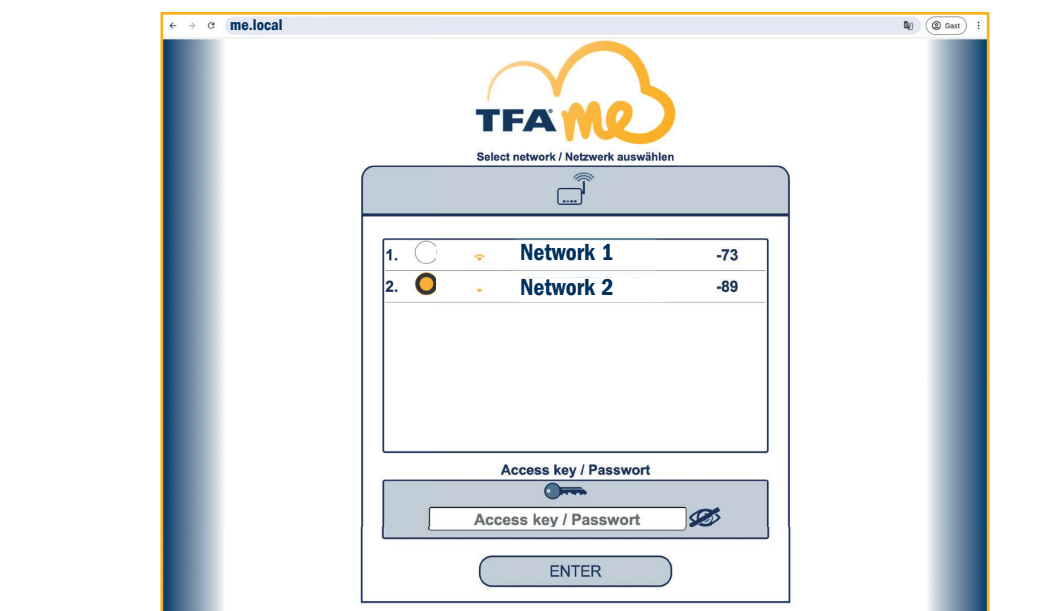 me.local
Gast
TFA me
Select network / Netzwerk auswählen
1. Network 1 -73
2. Network 2 -89
Access key / Passwort
Access key / Passwort
ENTER